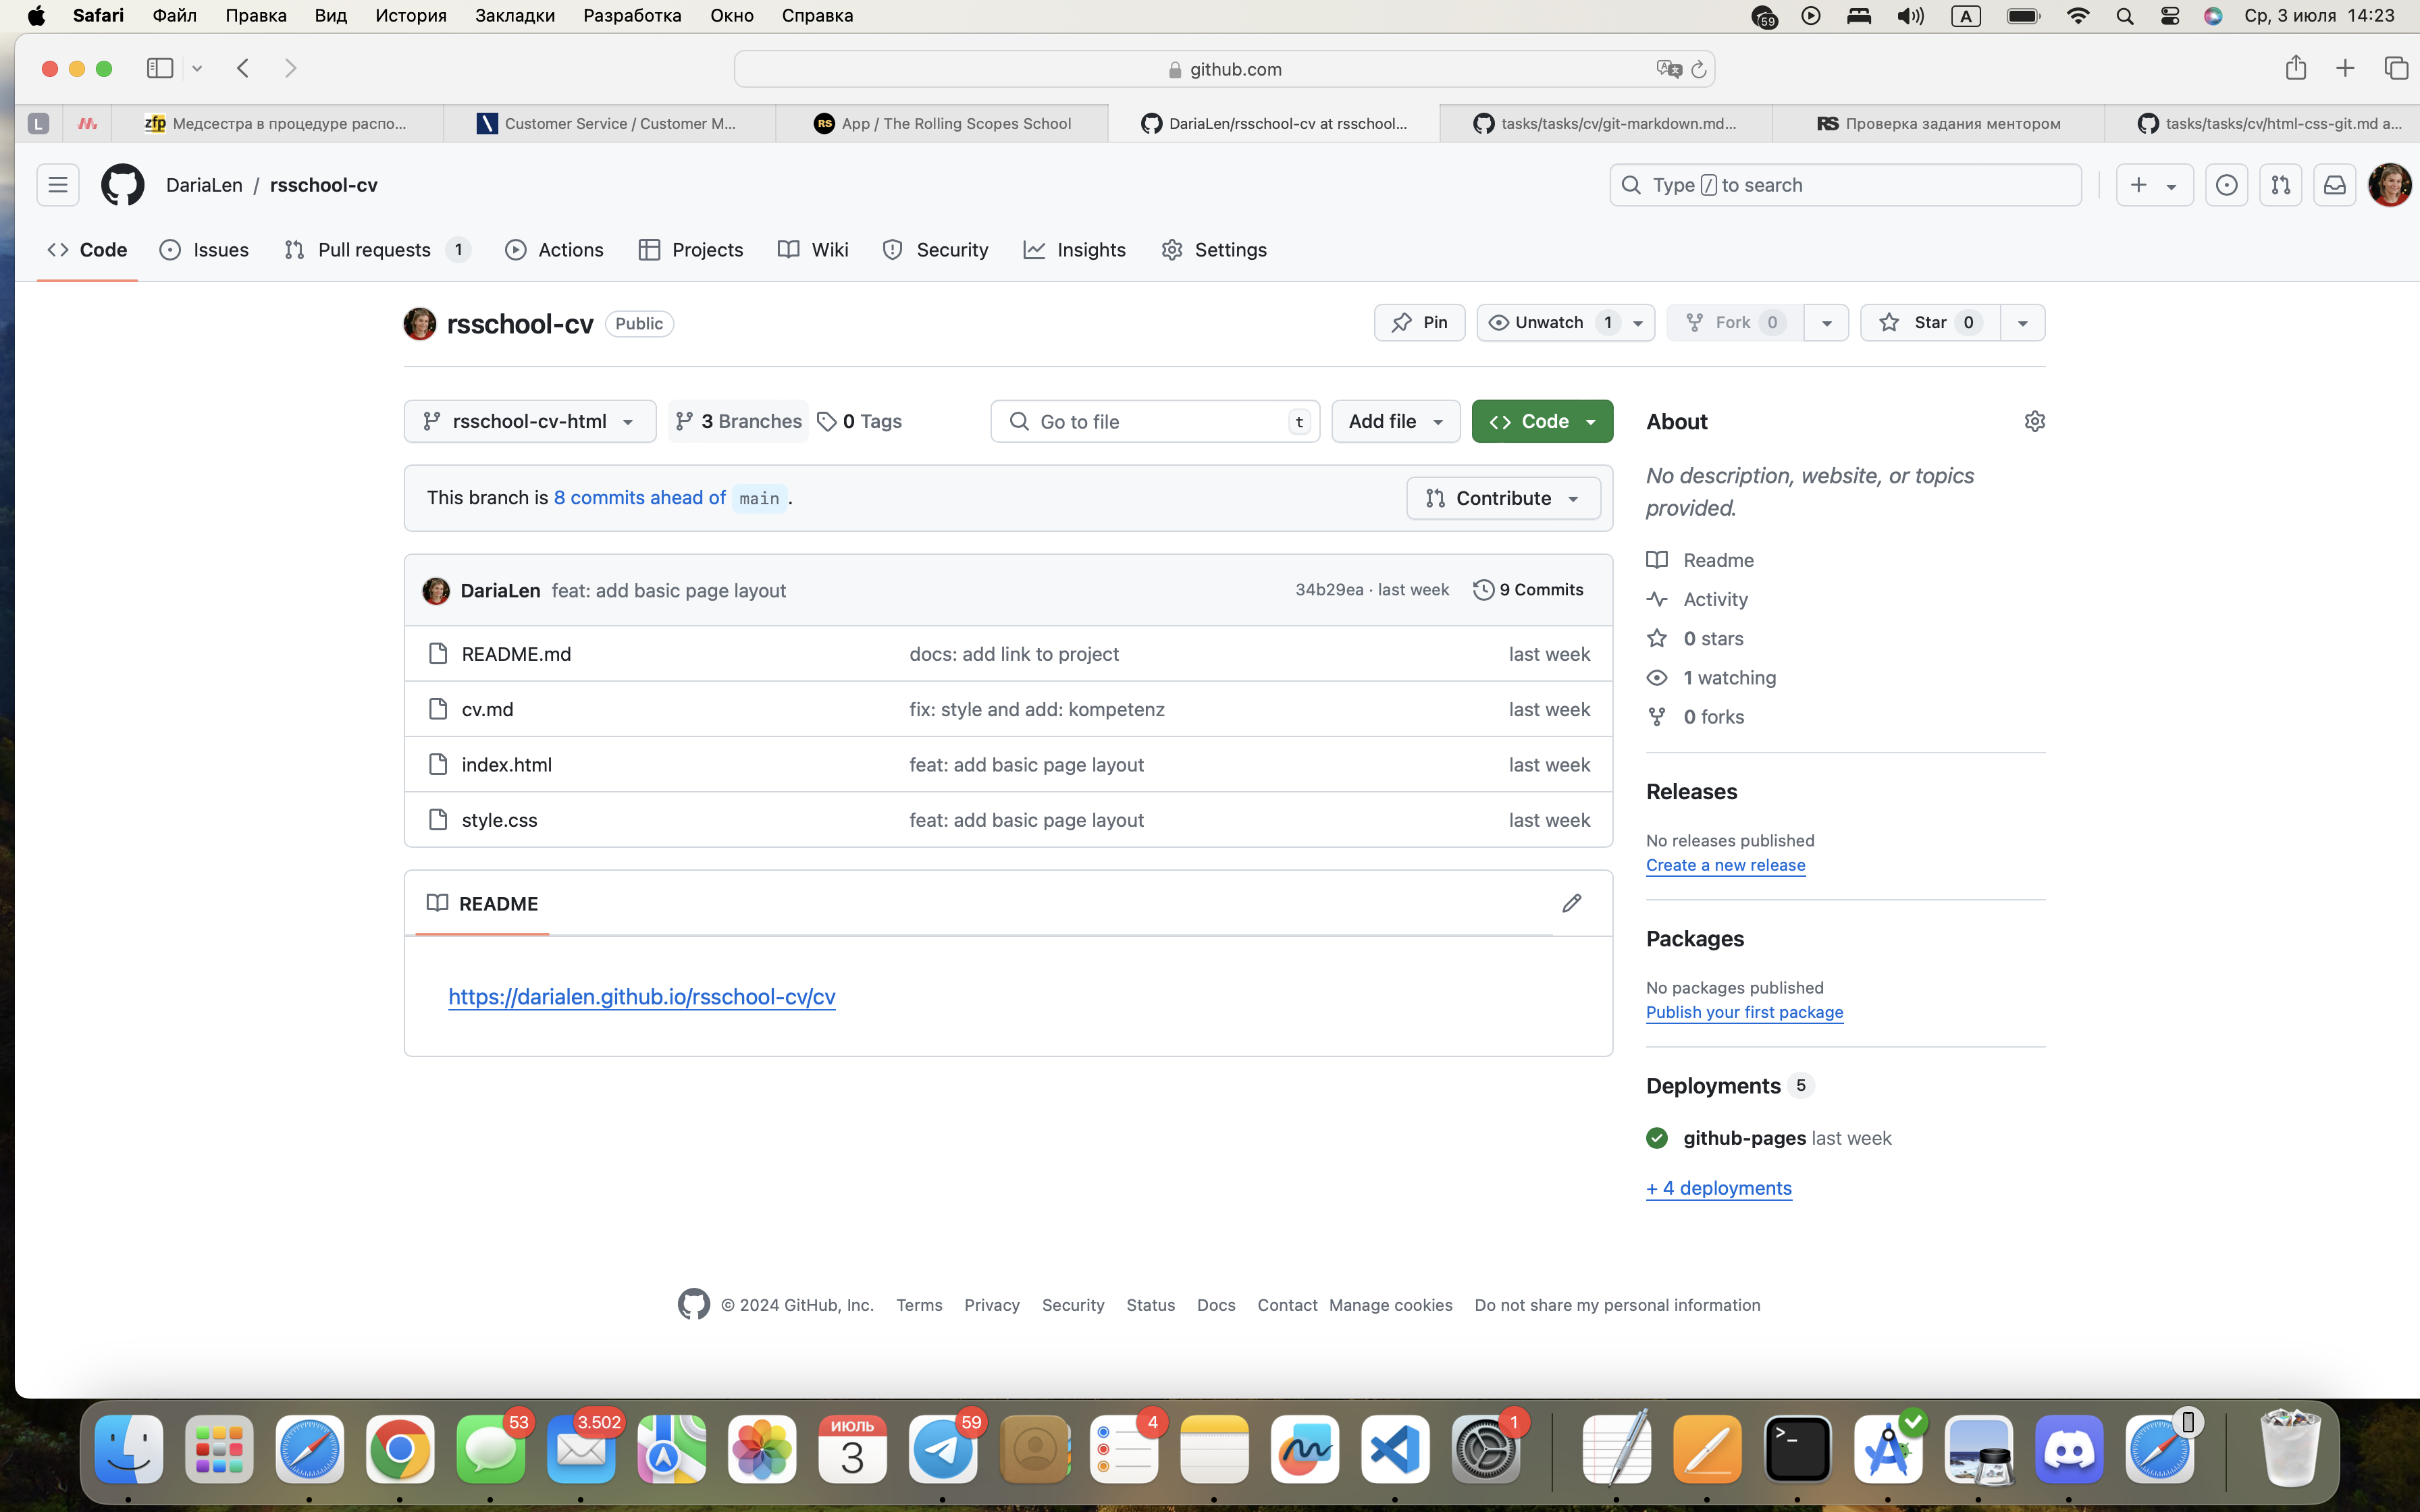 Safari Файл Правка Вид История Закладки Разработка Окно Справка 59 A Ср, 3 июля 14:23
github.com
L zfp Медсестра в процедуре распо... Customer Service / Customer M... RS App / The Rolling Scopes School DariaLen/rsschool-cv at rsschool... tasks/tasks/cv/git-markdown.md... RS Проверка задания ментором tasks/tasks/cv/html-css-git.md a...
DariaLen / rsschool-cv Type / to search
Code Issues Pull requests 1 Actions Projects Wiki Security Insights Settings
rsschool-cv Public Pin Unwatch 1 Fork 0 Star 0
rsschool-cv-html 3 Branches 0 Tags Go to file t Add file Code
This branch is 8 commits ahead of main .
Contribute
DariaLen feat: add basic page layout 34b29ea · last week 9 Commits
README.md docs: add link to project last week
cv.md fix: style and add: kompetenz last week
index.html feat: add basic page layout last week
style.css feat: add basic page layout last week
README
https://darialen.github.io/rsschool-cv/cv
About
No description, website, or topics
provided.
Readme
Activity
0 stars
1 watching
0 forks
Releases
No releases published
Create a new release
Packages
No packages published
Publish your first package
Deployments 5
github-pages last week
+ 4 deployments
© 2024 GitHub, Inc. Terms Privacy Security Status Docs Contact Manage cookies Do not share my personal information
53 3.502 ИЮЛЬ 3 59 4 1 >_